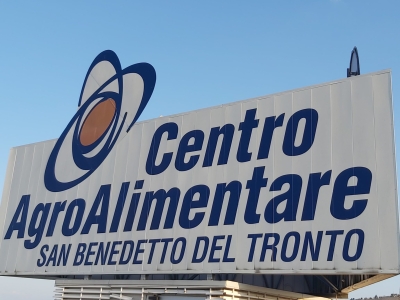 Centro
AgroAlimentare
SAN BENEDETTO DEL TRONTO